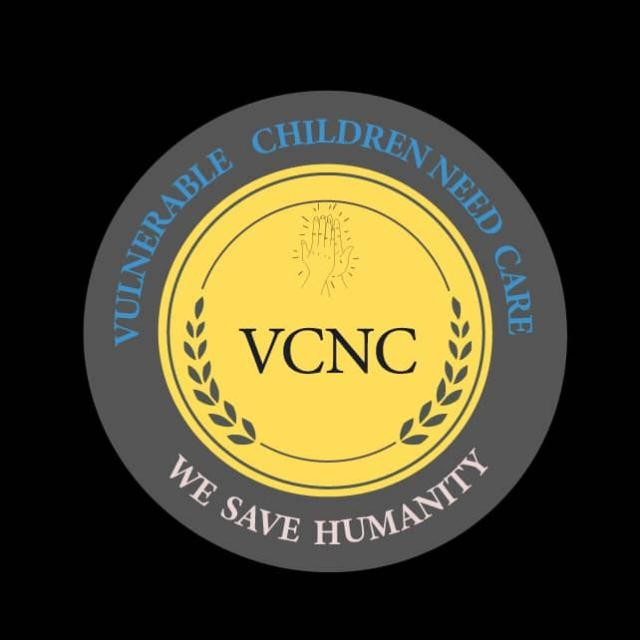 VULNERABLE CHILDREN NEED CARE
VCNC
WE SAVE HUMANITY